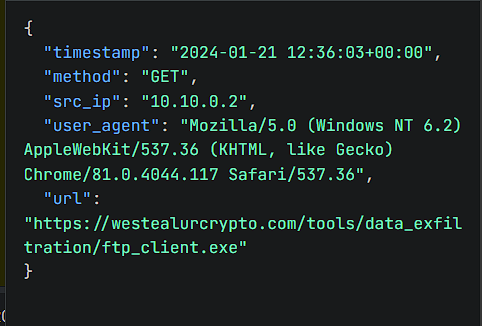 {
"timestamp": "2024-01-21 12:36:03+00:00",
"method": "GET",
"src_ip": "10.10.0.2",
"user_agent": "Mozilla/5.0 (Windows NT 6.2)
AppleWebKit/537.36 (KHTML, like Gecko)
Chrome/81.0.4044.117 Safari/537.36",
"url":
"https://westealurcrypto.com/tools/data_exfil
tration/ftp_client.exe"
}